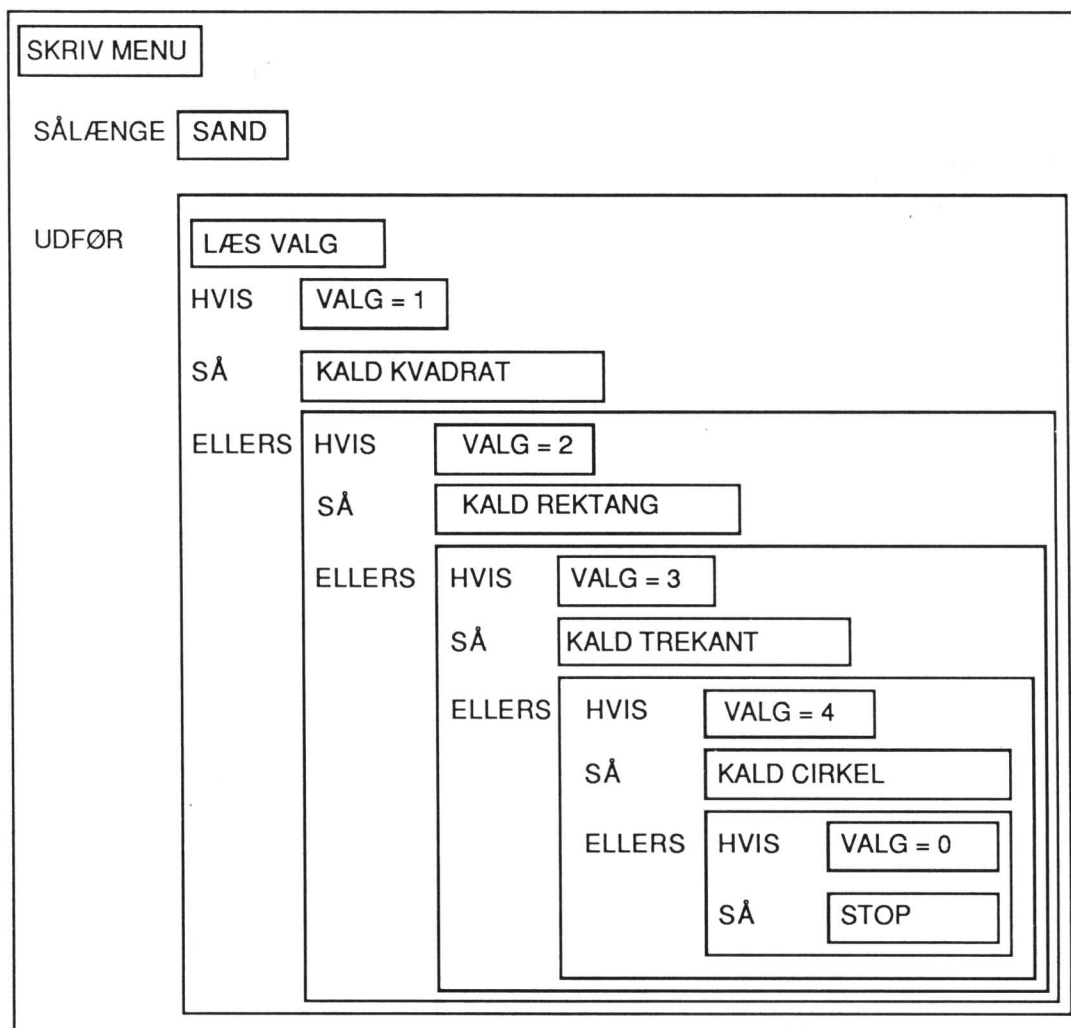 SKRIV MENU
SÅLÆNGE SAND
UDFØR LÆS VALG
HVIS VALG = 1
SÅ KALD KVADRAT
ELLERS HVIS VALG = 2
SÅ KALD REKTANG
ELLERS HVIS VALG = 3
SÅ KALD TREKANT
ELLERS HVIS VALG = 4
SÅ KALD CIRKEL
ELLERS HVIS VALG = 0
SÅ STOP